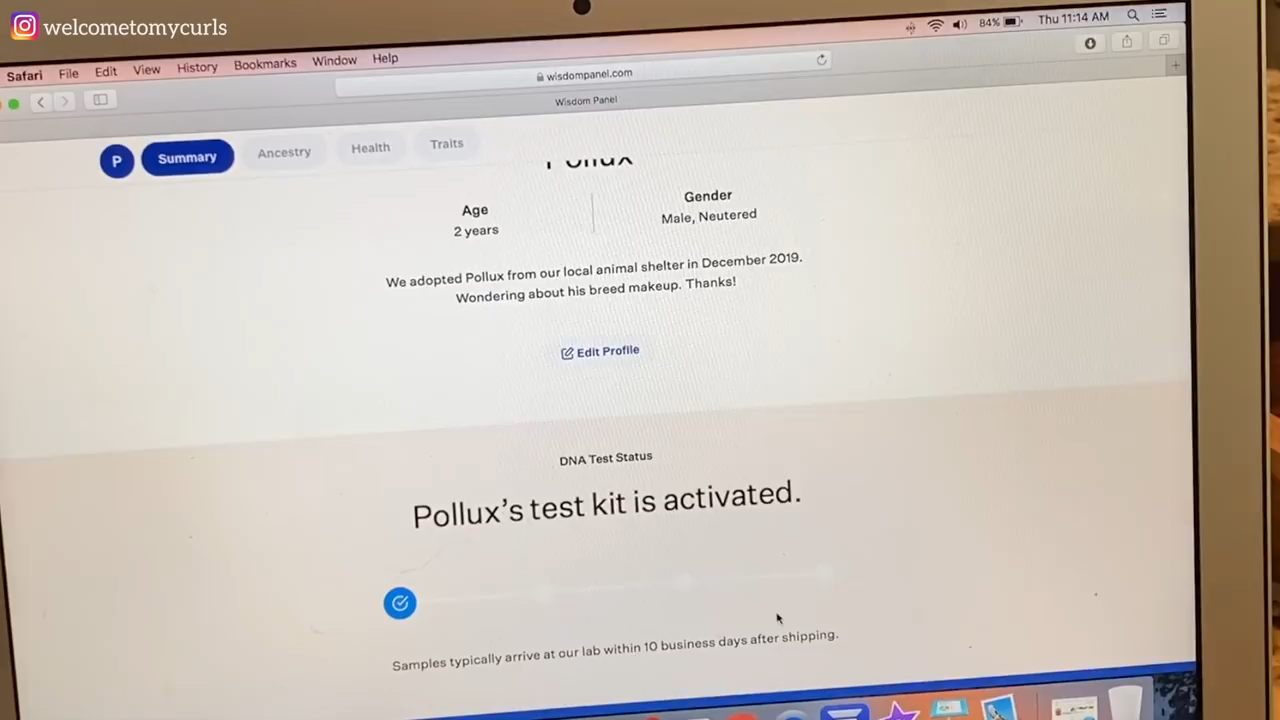 welcometomycurls
84%
Thu 11:14 AM
Safari File Edit View History Bookmarks Window Help
wisdompanel.com
Wisdom Panel
P Summary Ancestry Health Traits
Pollux
Age
2 years
Gender
Male, Neutered
We adopted Pollux from our local animal shelter in December 2019.
Wondering about his breed makeup. Thanks!
Edit Profile
DNA Test Status
Pollux's test kit is activated.
Samples typically arrive at our lab within 10 business days after shipping.